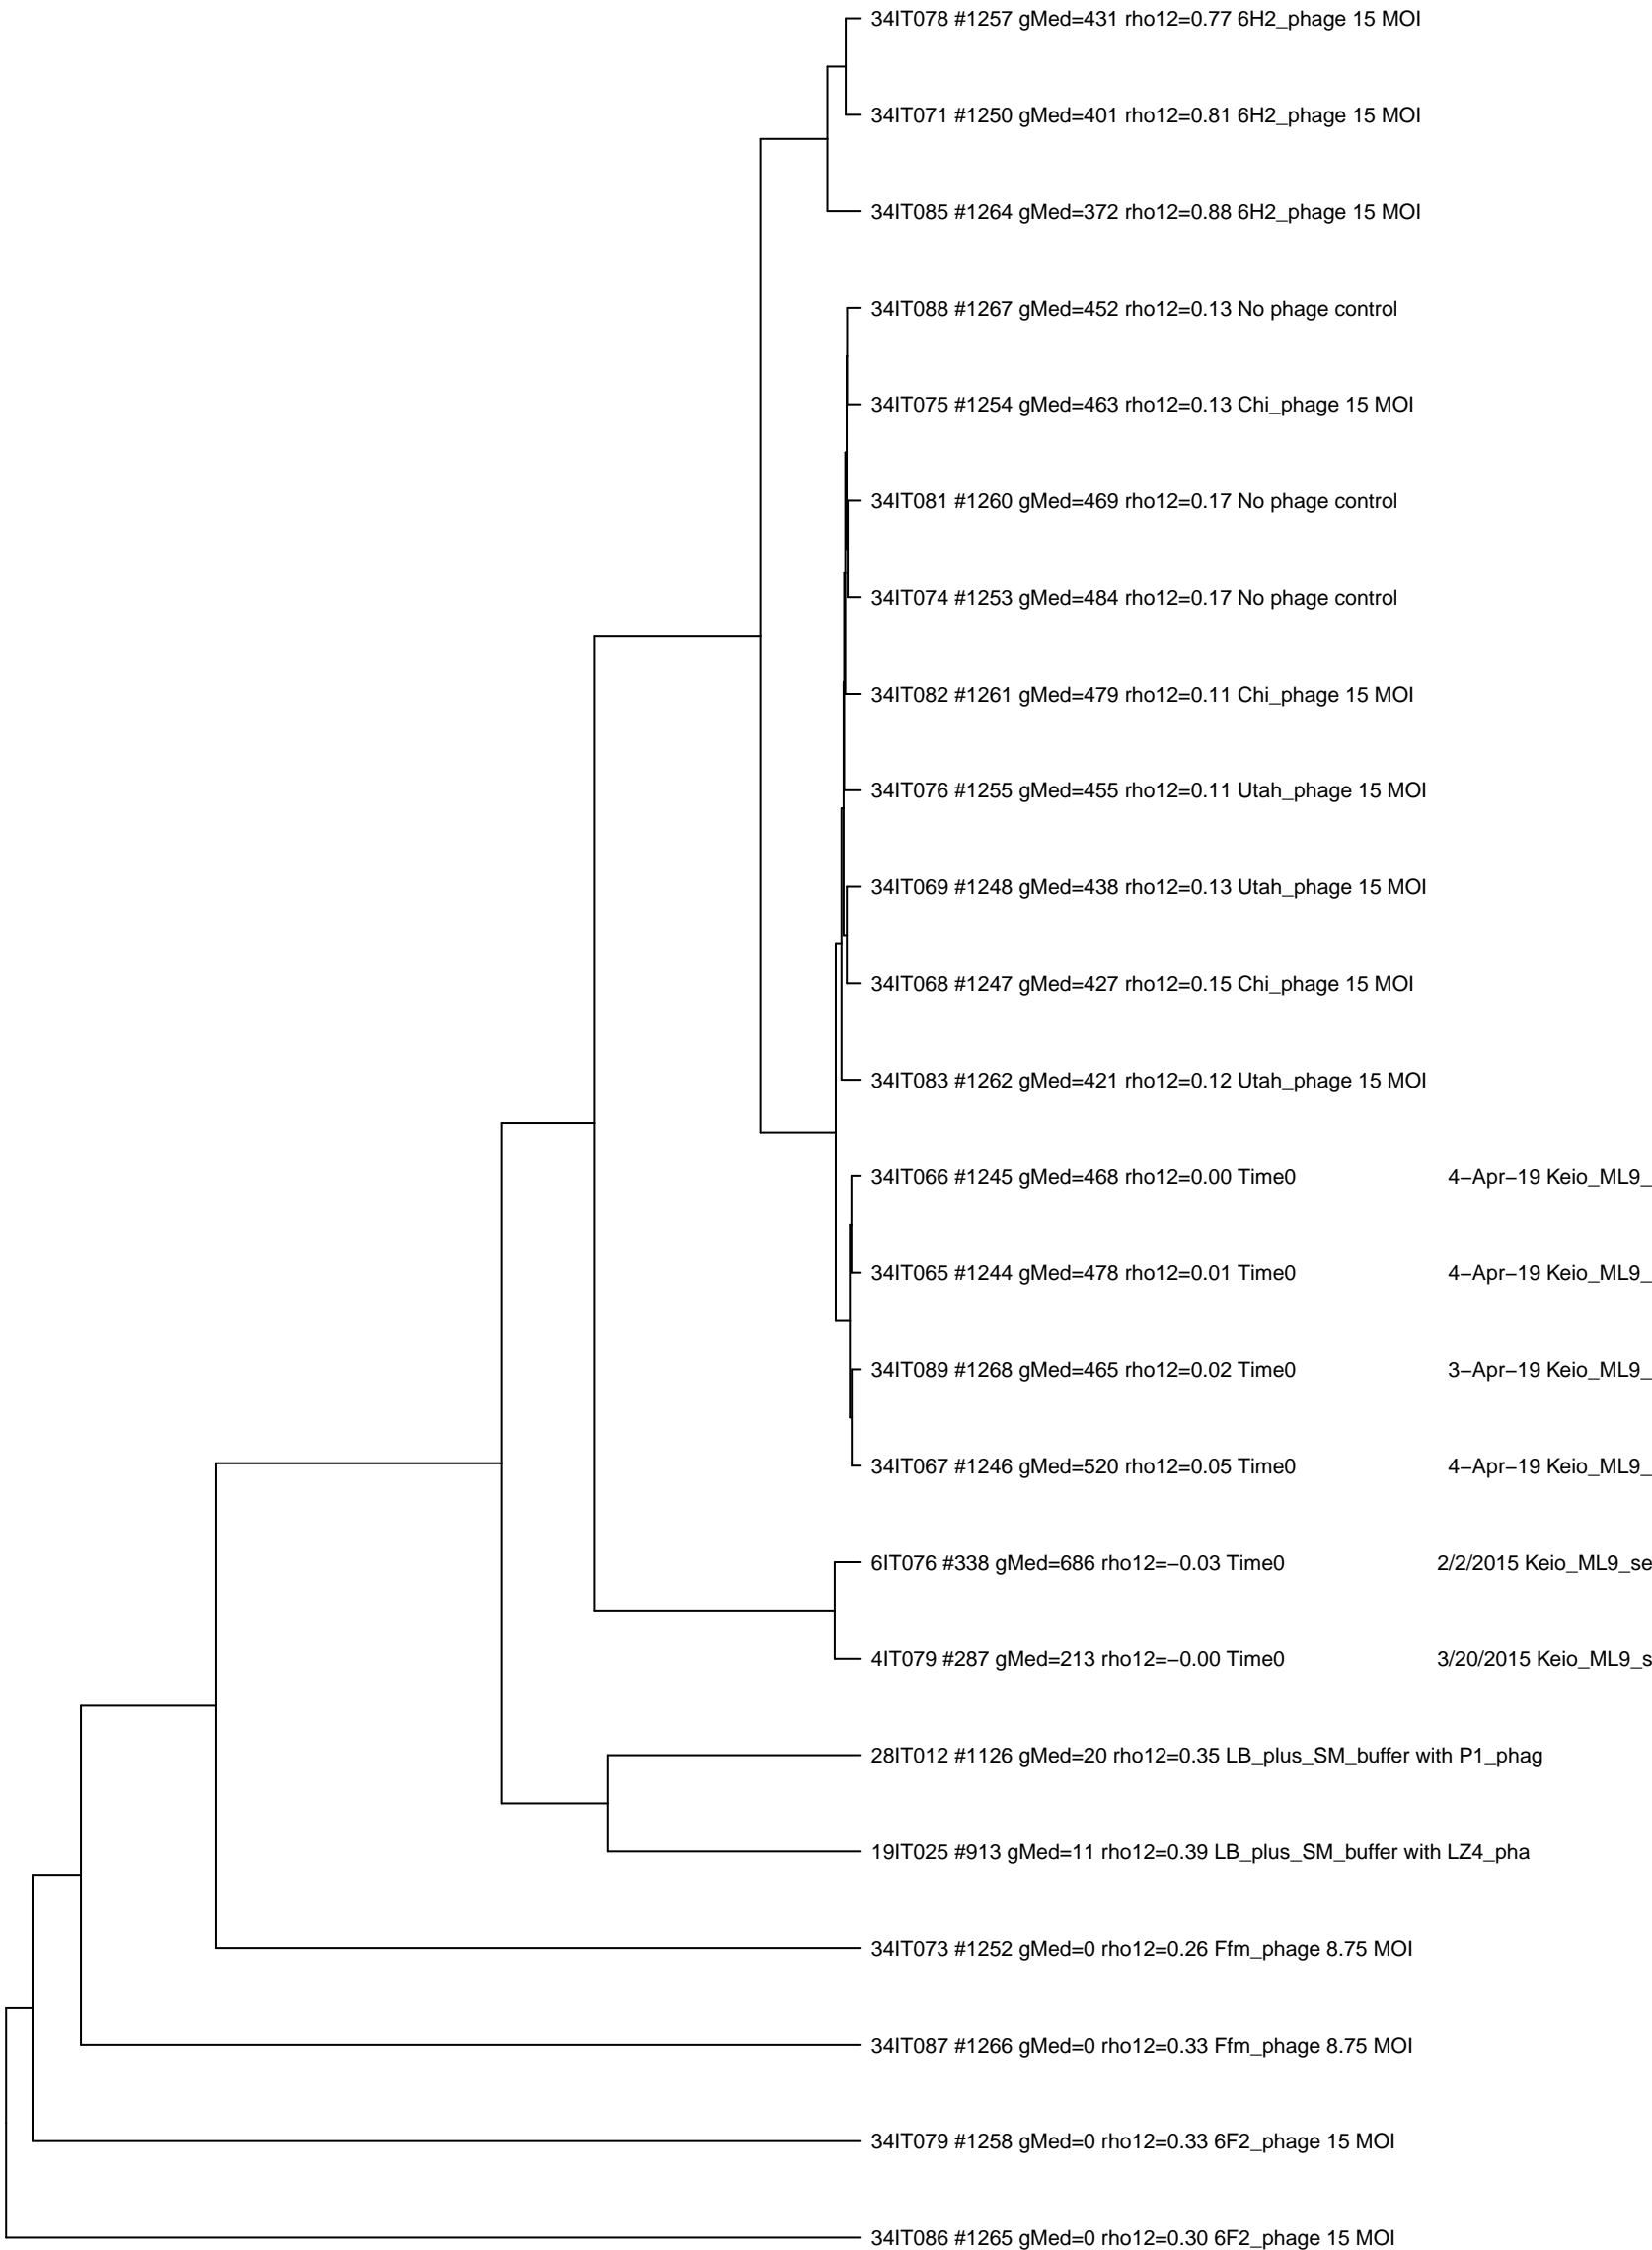 34IT078 #1257 gMed=431 rho12=0.77 6H2_phage 15 MOI
34IT071 #1250 gMed=401 rho12=0.81 6H2_phage 15 MOI
34IT085 #1264 gMed=372 rho12=0.88 6H2_phage 15 MOI
34IT088 #1267 gMed=452 rho12=0.13 No phage control
34IT075 #1254 gMed=463 rho12=0.13 Chi_phage 15 MOI
34IT081 #1260 gMed=469 rho12=0.17 No phage control
34IT074 #1253 gMed=484 rho12=0.17 No phage control
34IT082 #1261 gMed=479 rho12=0.11 Chi_phage 15 MOI
34IT076 #1255 gMed=455 rho12=0.11 Utah_phage 15 MOI
34IT069 #1248 gMed=438 rho12=0.13 Utah_phage 15 MOI
34IT068 #1247 gMed=427 rho12=0.15 Chi_phage 15 MOI
34IT083 #1262 gMed=421 rho12=0.12 Utah_phage 15 MOI
34IT066 #1245 gMed=468 rho12=0.00 Time0 4−Apr−19 Keio_ML9_
34IT065 #1244 gMed=478 rho12=0.01 Time0 4−Apr−19 Keio_ML9_
34IT089 #1268 gMed=465 rho12=0.02 Time0 3−Apr−19 Keio_ML9_
34IT067 #1246 gMed=520 rho12=0.05 Time0 4−Apr−19 Keio_ML9_
6IT076 #338 gMed=686 rho12=−0.03 Time0 2/2/2015 Keio_ML9_se
4IT079 #287 gMed=213 rho12=−0.00 Time0 3/20/2015 Keio_ML9_s
28IT012 #1126 gMed=20 rho12=0.35 LB_plus_SM_buffer with P1_phag
19IT025 #913 gMed=11 rho12=0.39 LB_plus_SM_buffer with LZ4_pha
34IT073 #1252 gMed=0 rho12=0.26 Ffm_phage 8.75 MOI
34IT087 #1266 gMed=0 rho12=0.33 Ffm_phage 8.75 MOI
34IT079 #1258 gMed=0 rho12=0.33 6F2_phage 15 MOI
34IT086 #1265 gMed=0 rho12=0.30 6F2_phage 15 MOI